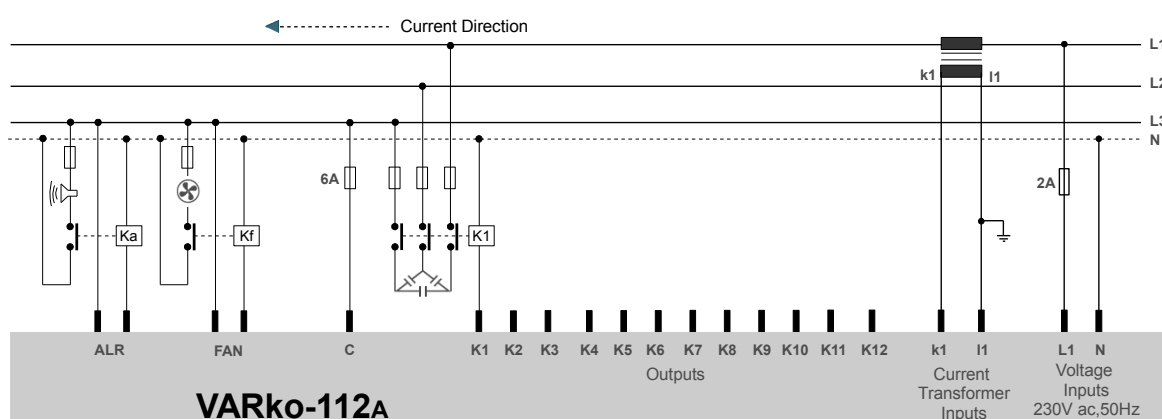 Current Direction
L1
k1 l1
L2
L3
N
6A
2A
Ka
Kf
K1
ALR FAN C K1 K2 K3 K4 K5 K6 K7 K8 K9 K10 K11 K12 k1 l1 L1 N
Outputs
Current
Transformer
Inputs
Voltage
Inputs
230V ac,50Hz
VARko-112A